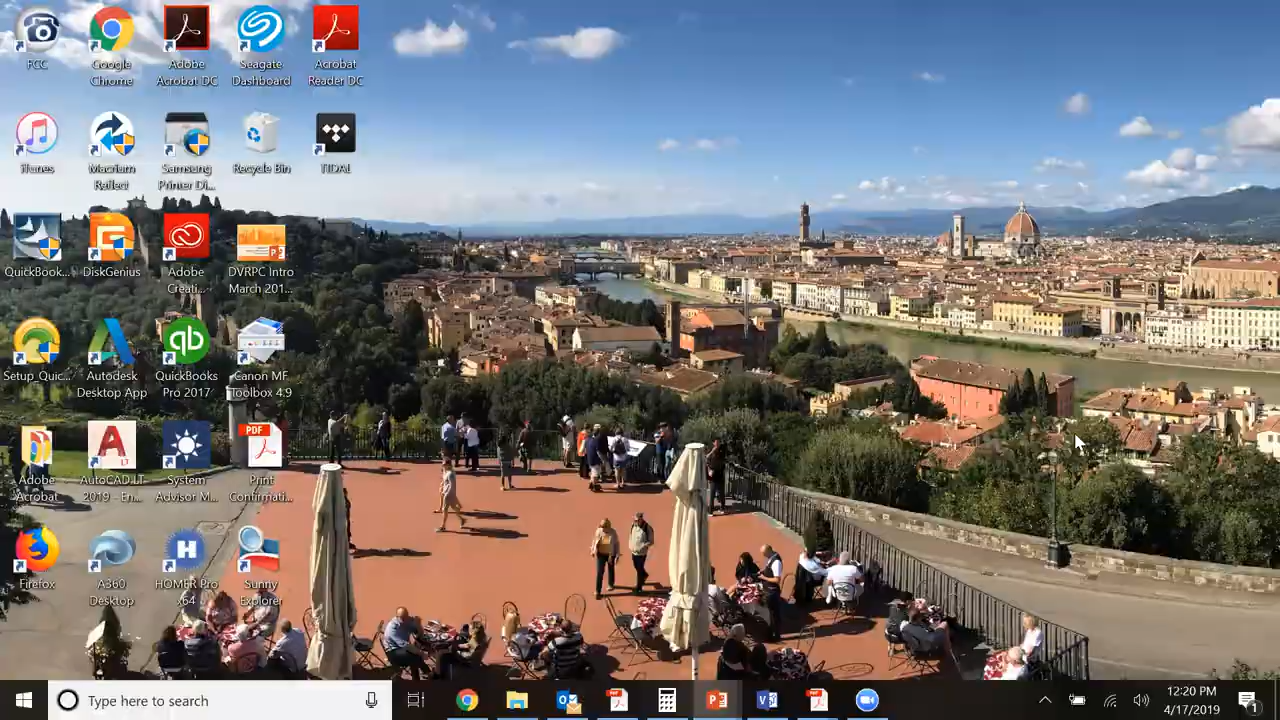 FCC
Google
Chrome
Adobe
Acrobat DC
Seagate
Dashboard
Acrobat
Reader DC
iTunes
Macrium
Reflect
Samsung
Printer Di...
Recycle Bin
TIDAL
QuickBook...
DiskGenius
Adobe
Creati...
DVRPC Intro
March 201...
Setup_Quic...
Autodesk
Desktop App
qb
QuickBooks
Pro 2017
Canon MF
Toolbox 4.9
Adobe
Acrobat
LT
AutoCAD LT
2019 - En...
System
Advisor M...
PDF
Print
Confirmati...
Firefox
A360
Desktop
H
HOMER Pro
x64
Sunny
Explorer
Type here to search
12:20 PM
4/17/2019
1